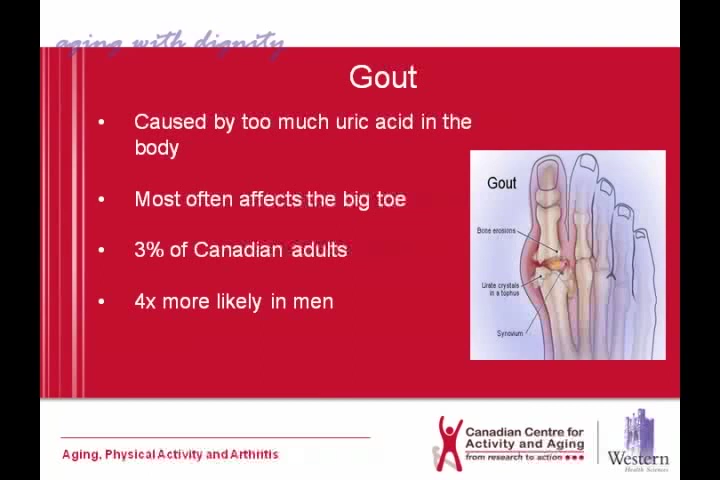 aging with dignity
Gout
• Caused by too much uric acid in the
body
• Most often affects the big toe
• 3% of Canadian adults
• 4x more likely in men
Gout
Bone erosions
Urate crystals
in a tophus
Synovium
Aging, Physical Activity and Arthritis
Canadian Centre for
Activity and Aging
from research to action
Western
Health Sciences